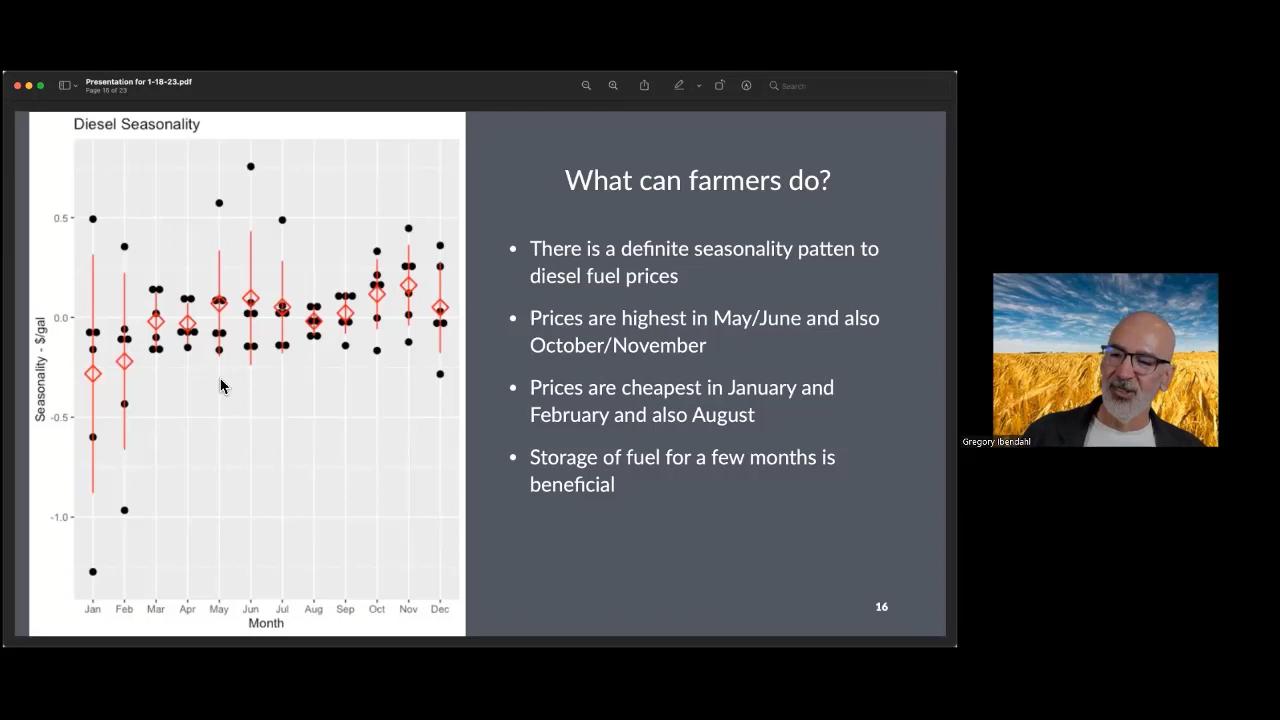 Presentation for 1-18-23.pdf
Page 16 of 23
Search
Diesel Seasonality
0.5
0.0
-0.5
-1.0
Seasonality - $/gal
Jan Feb Mar Apr May Jun Jul Aug Sep Oct Nov Dec
Month
What can farmers do?
• There is a definite seasonality patten to
diesel fuel prices
• Prices are highest in May/June and also
October/November
• Prices are cheapest in January and
February and also August
• Storage of fuel for a few months is
beneficial
16
Gregory Ibendahl